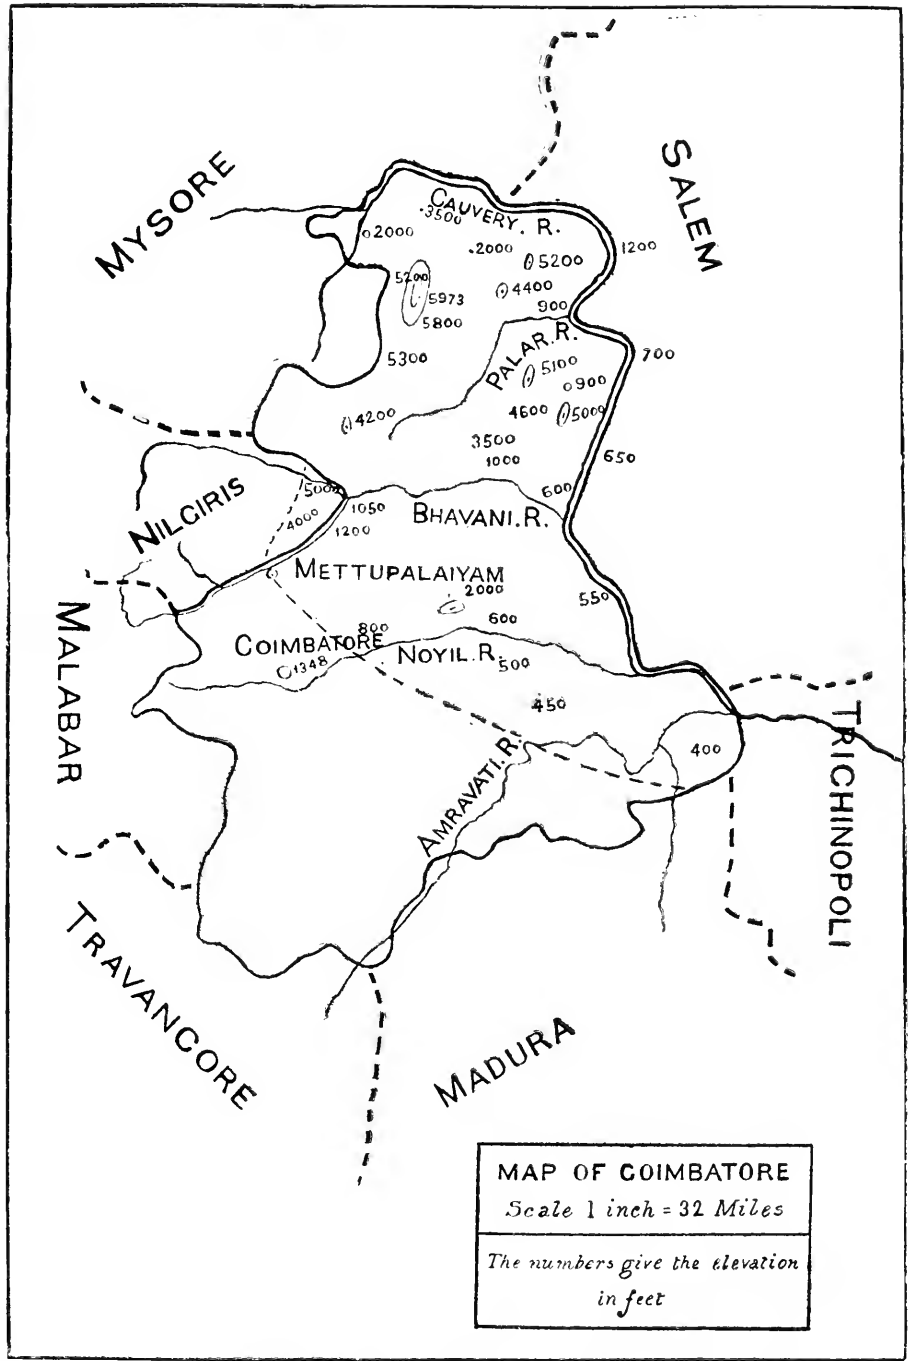 MYSORE
SALEM
CAUVERY. R.
.3500
2000
.2000
5200
1200
5200
4400
5973
900
5800
PALAR. R.
700
5300
5100
900
4200
4600
5000
3500
650
1000
NILGIRIS
5000
600
1050
BHAVANI. R.
4000
1200
METTUPALAIYAM
2000
550
MALABAR
800
600
COIMBATORE
NOYIL. R.
1348
500
450
TRICHINOPOLI
400
AMRAVATI. R.
TRAVANCORE
MADURA
MAP OF COIMBATORE
Scale 1 inch = 32 Miles
The numbers give the elevation
in feet